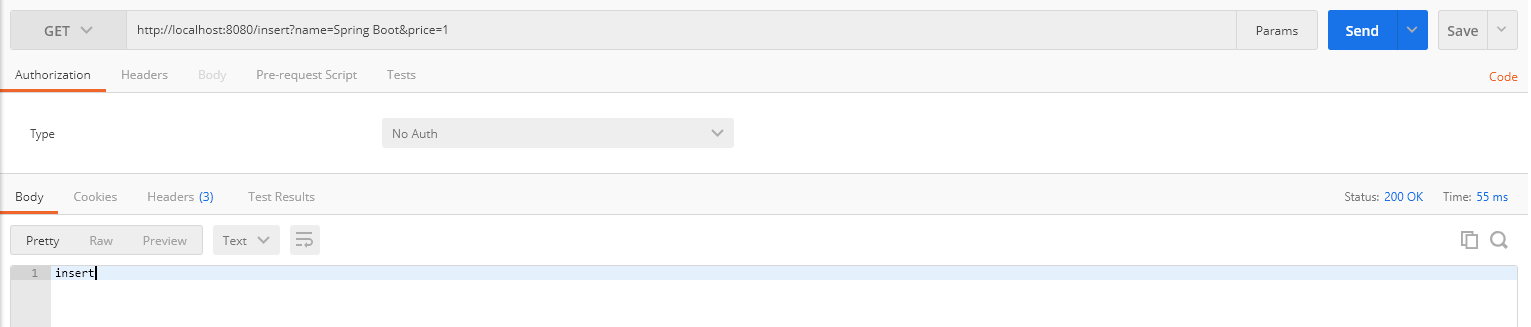 GET http://localhost:8080/insert?name=Spring Boot&price=1 Params Send Save
Authorization Headers Body Pre-request Script Tests Code
Type No Auth
Body Cookies Headers (3) Test Results Status: 200 OK Time: 55 ms
Pretty Raw Preview Text
1 insert